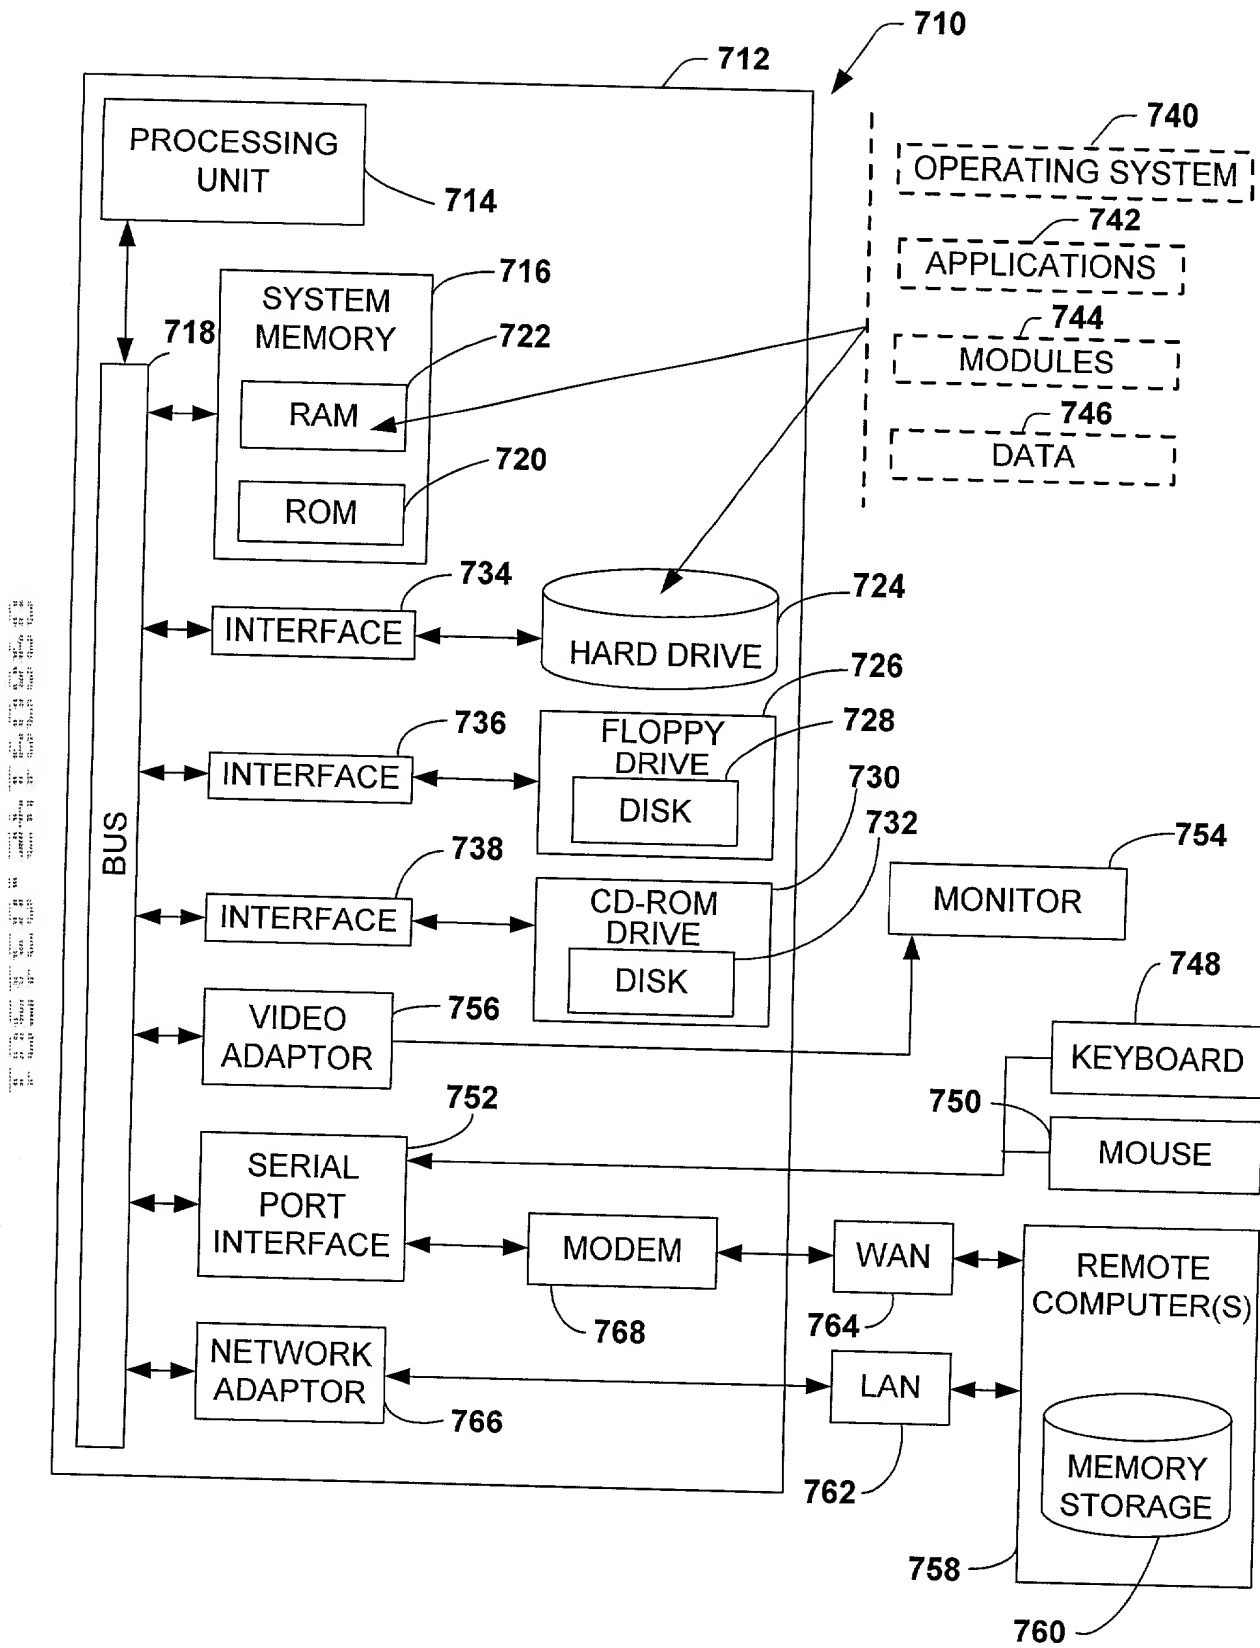 710
712
PROCESSING
UNIT
714
740
OPERATING SYSTEM
742
APPLICATIONS
744
MODULES
746
DATA
716
SYSTEM
MEMORY
718
722
RAM
720
ROM
734
INTERFACE
724
HARD DRIVE
726
736
INTERFACE
FLOPPY
DRIVE
728
DISK
730
732
738
INTERFACE
CD-ROM
DRIVE
DISK
BUS
754
MONITOR
756
VIDEO
ADAPTOR
748
KEYBOARD
750
MOUSE
752
SERIAL
PORT
INTERFACE
MODEM
768
WAN
764
REMOTE
COMPUTER(S)
NETWORK
ADAPTOR
766
LAN
762
MEMORY
STORAGE
758
760